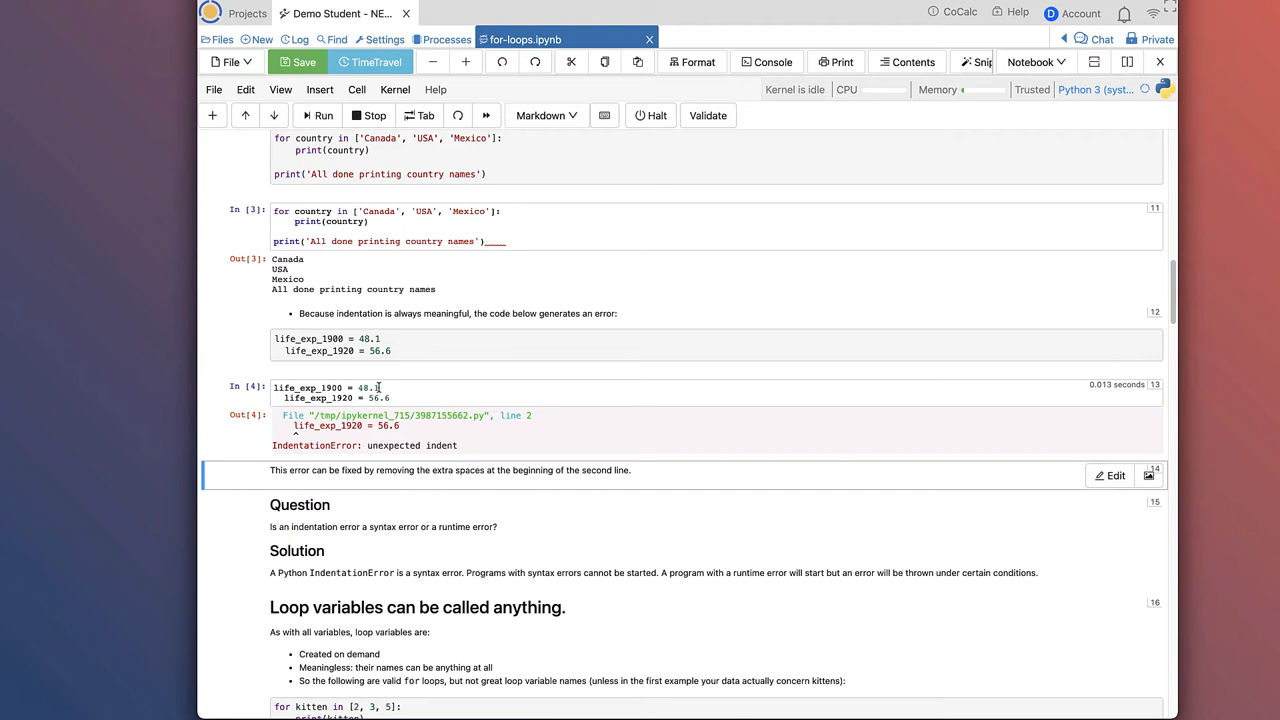 Projects
Demo Student - NE...
CoCalc
Help
Account
Files
New
Log
Find
Settings
Processes
for-loops.ipynb
Chat
Private
File
Save
TimeTravel
Format
Console
Print
Contents
Snip
Notebook
File
Edit
View
Insert
Cell
Kernel
Help
Kernel is idle
CPU
Memory
Trusted
Python 3 (syst...
Run
Stop
Tab
Markdown
Halt
Validate
for country in ['Canada', 'USA', 'Mexico']:
print(country)
print('All done printing country names')
In [3]:
for country in ['Canada', 'USA', 'Mexico']:
11
print(country)
print('All done printing country names')
Out[3]:
Canada
USA
Mexico
All done printing country names
• Because indentation is always meaningful, the code below generates an error:
12
life_exp_1900 = 48.1
life_exp_1920 = 56.6
In [4]:
life_exp_1900 = 48.1
0.013 seconds
13
life_exp_1920 = 56.6
Out[4]:
File "/tmp/ipykernel_715/3987155662.py", line 2
life_exp_1920 = 56.6
^
IndentationError: unexpected indent
This error can be fixed by removing the extra spaces at the beginning of the second line.
Edit
14
Question
15
Is an indentation error a syntax error or a runtime error?
Solution
A Python IndentationError is a syntax error. Programs with syntax errors cannot be started. A program with a runtime error will start but an error will be thrown under certain conditions.
Loop variables can be called anything.
16
As with all variables, loop variables are:
• Created on demand
• Meaningless: their names can be anything at all
• So the following are valid for loops, but not great loop variable names (unless in the first example your data actually concern kittens):
for kitten in [2, 3, 5]:
print(kitten)